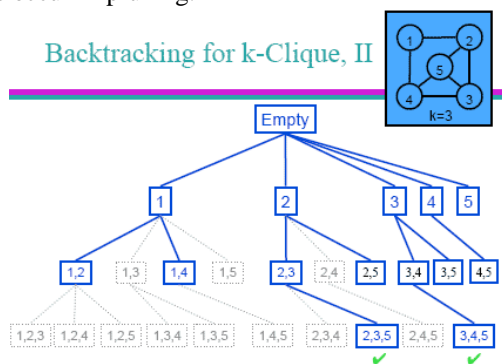 Backtracking for k-Clique, II
1 2
5
4 3
k=3
Empty
1 2 3 4 5
1,2 1,3 1,4 1,5 2,3 2,4 2,5 3,4 3,5 4,5
1,2,3 1,2,4 1,2,5 1,3,4 1,3,5 1,4,5 2,3,4 2,3,5 2,4,5 3,4,5